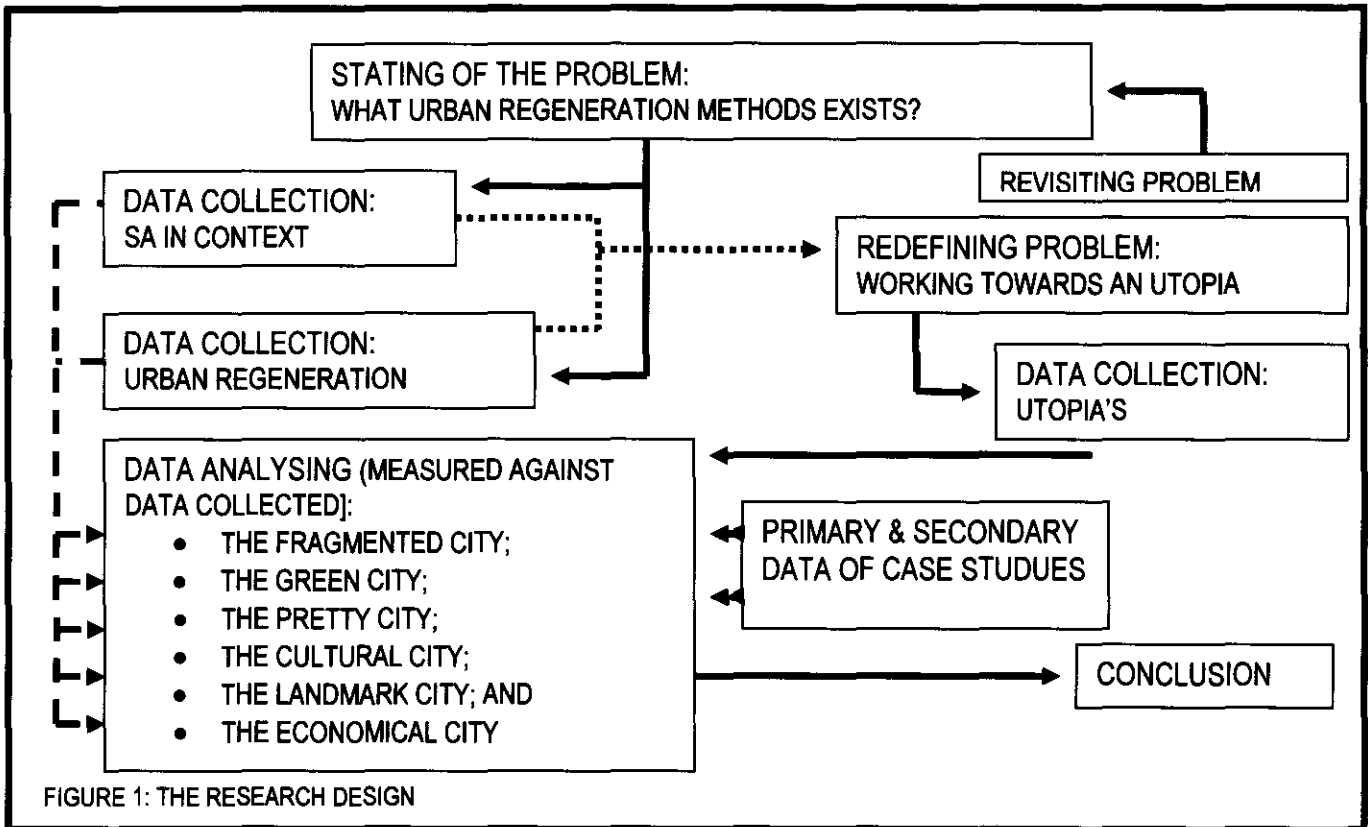 STATING OF THE PROBLEM:
WHAT URBAN REGENERATION METHODS EXISTS?
REVISITING PROBLEM
DATA COLLECTION:
SA IN CONTEXT
REDEFINING PROBLEM:
WORKING TOWARDS AN UTOPIA
DATA COLLECTION:
URBAN REGENERATION
DATA COLLECTION:
UTOPIA'S
DATA ANALYSING (MEASURED AGAINST
DATA COLLECTED]:
• THE FRAGMENTED CITY;
• THE GREEN CITY;
• THE PRETTY CITY;
• THE CULTURAL CITY;
• THE LANDMARK CITY; AND
• THE ECONOMICAL CITY
PRIMARY & SECONDARY
DATA OF CASE STUDUES
CONCLUSION
FIGURE 1: THE RESEARCH DESIGN